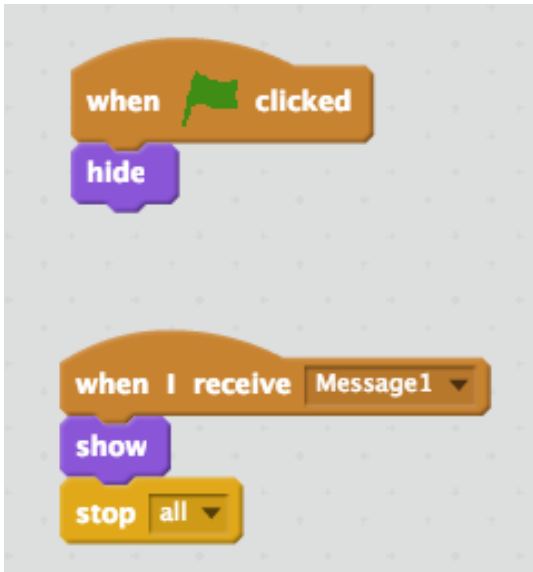 when clicked
hide
when I receive Message1
show
stop all